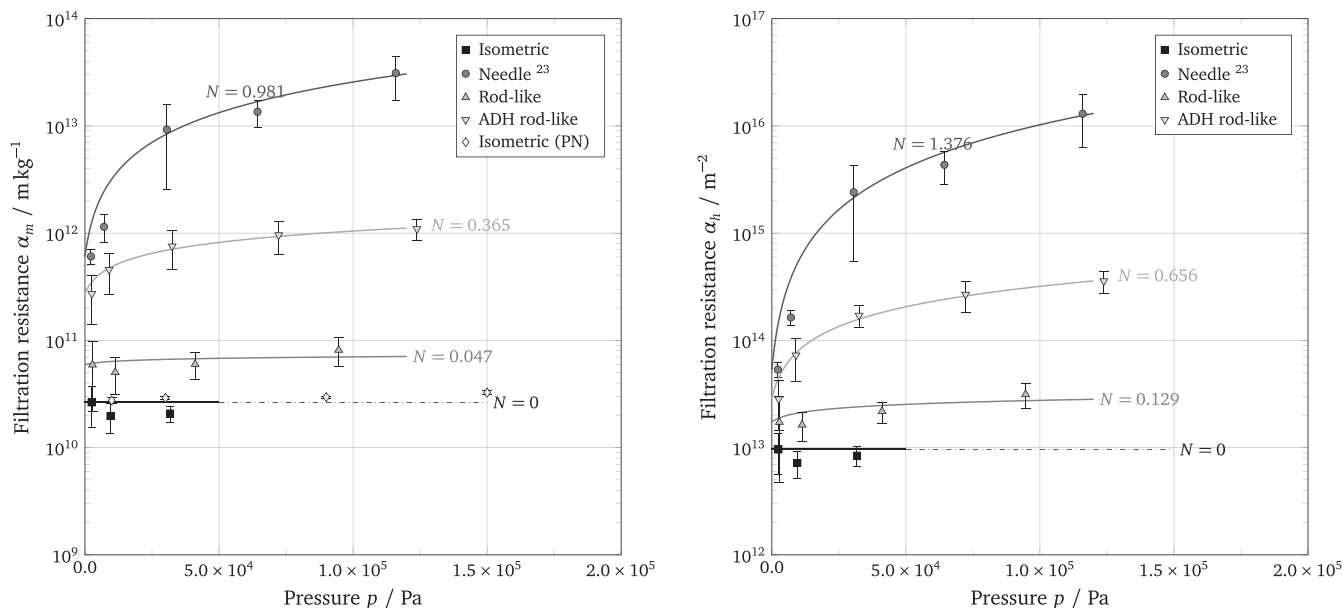 10^14
10^13
10^12
10^11
10^10
10^9
Filtration resistance α_m / m kg^−1
N = 0.981
N = 0.365
N = 0.047
N = 0
Isometric
Needle ^23
Rod-like
ADH rod-like
Isometric (PN)
0.0
5.0 × 10^4
1.0 × 10^5
1.5 × 10^5
2.0 × 10^5
Pressure p / Pa
10^17
10^16
10^15
10^14
10^13
10^12
Filtration resistance α_h / m^−2
N = 1.376
N = 0.656
N = 0.129
N = 0
Isometric
Needle ^23
Rod-like
ADH rod-like
0.0
5.0 × 10^4
1.0 × 10^5
1.5 × 10^5
2.0 × 10^5
Pressure p / Pa